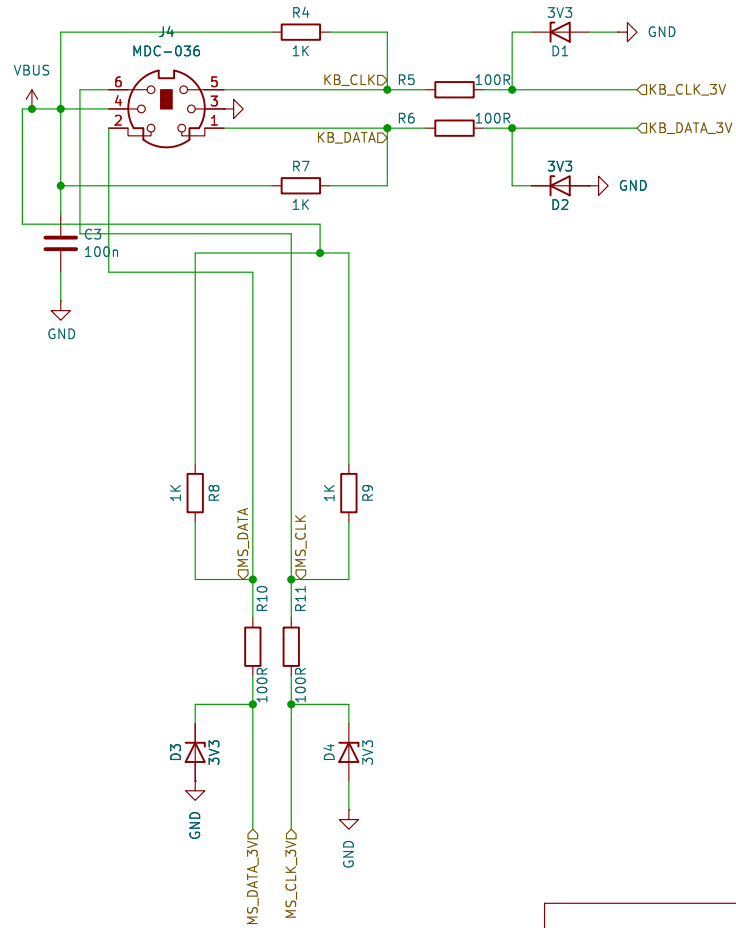 R4
3V3
J4
1K
D1
GND
MDC-036
VBUS
KB_CLK
R5
100R
KB_CLK_3V
6
5
4
3
2
1
R6
100R
KB_DATA
KB_DATA_3V
R7
3V3
1K
GND
D2
C3
100n
GND
1K
R8
1K
R9
MS_DATA
MS_CLK
R10
R11
100R
100R
D3
3V3
D4
3V3
GND
GND
MS_DATA_3V
MS_CLK_3V